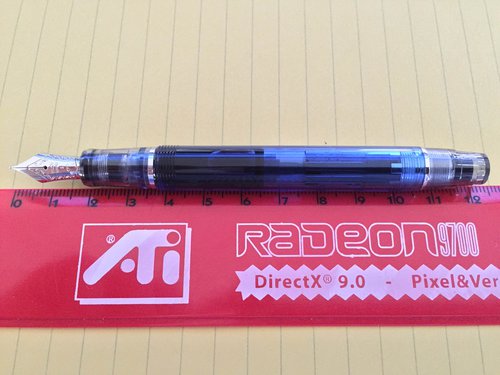 0 1 2 3 4 5 6 7 8 9 10 11 12
ATi® RADEON 9700
DirectX® 9.0 - Pixel&Ver